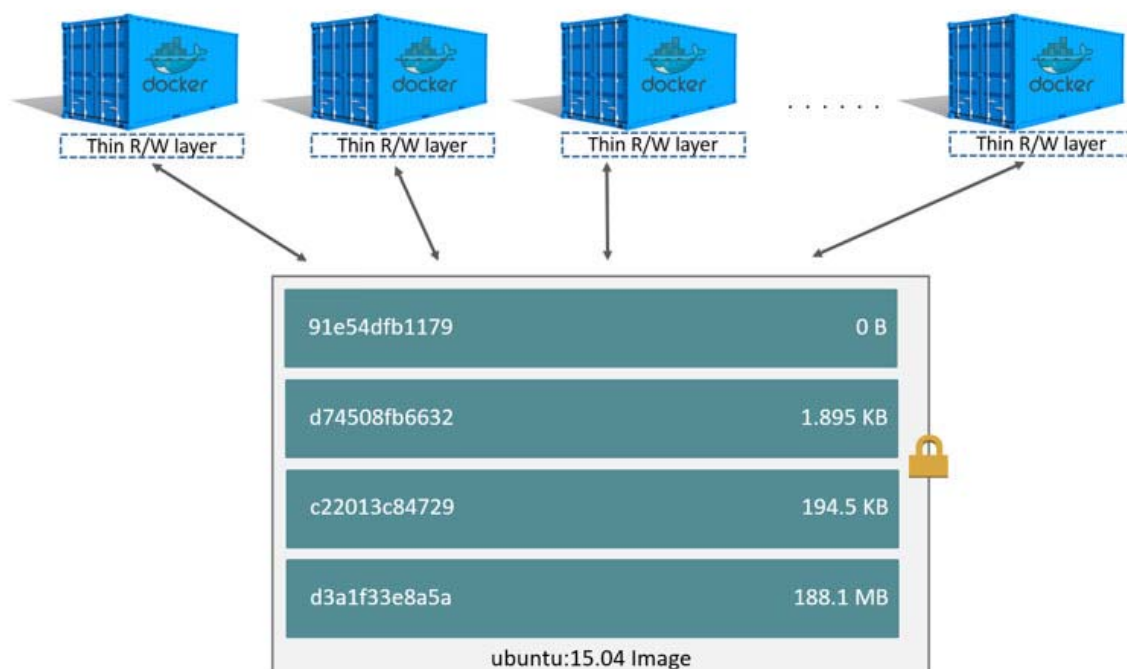 docker docker docker docker
. . . . . .
Thin R/W layer Thin R/W layer Thin R/W layer Thin R/W layer
91e54dfb1179 0 B
d74508fb6632 1.895 KB
c22013c84729 194.5 KB
d3a1f33e8a5a 188.1 MB
ubuntu:15.04 Image